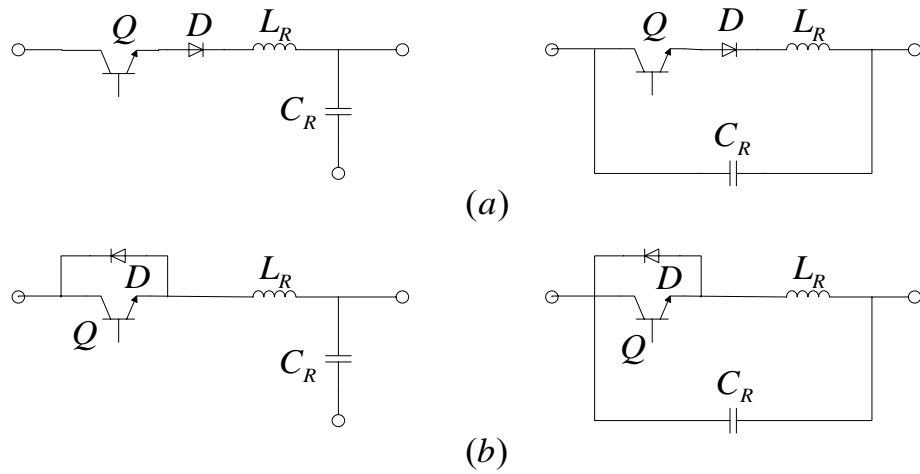 Q D L_R
C_R
Q D L_R
C_R
(a)
D L_R
Q
C_R
D L_R
Q
C_R
(b)